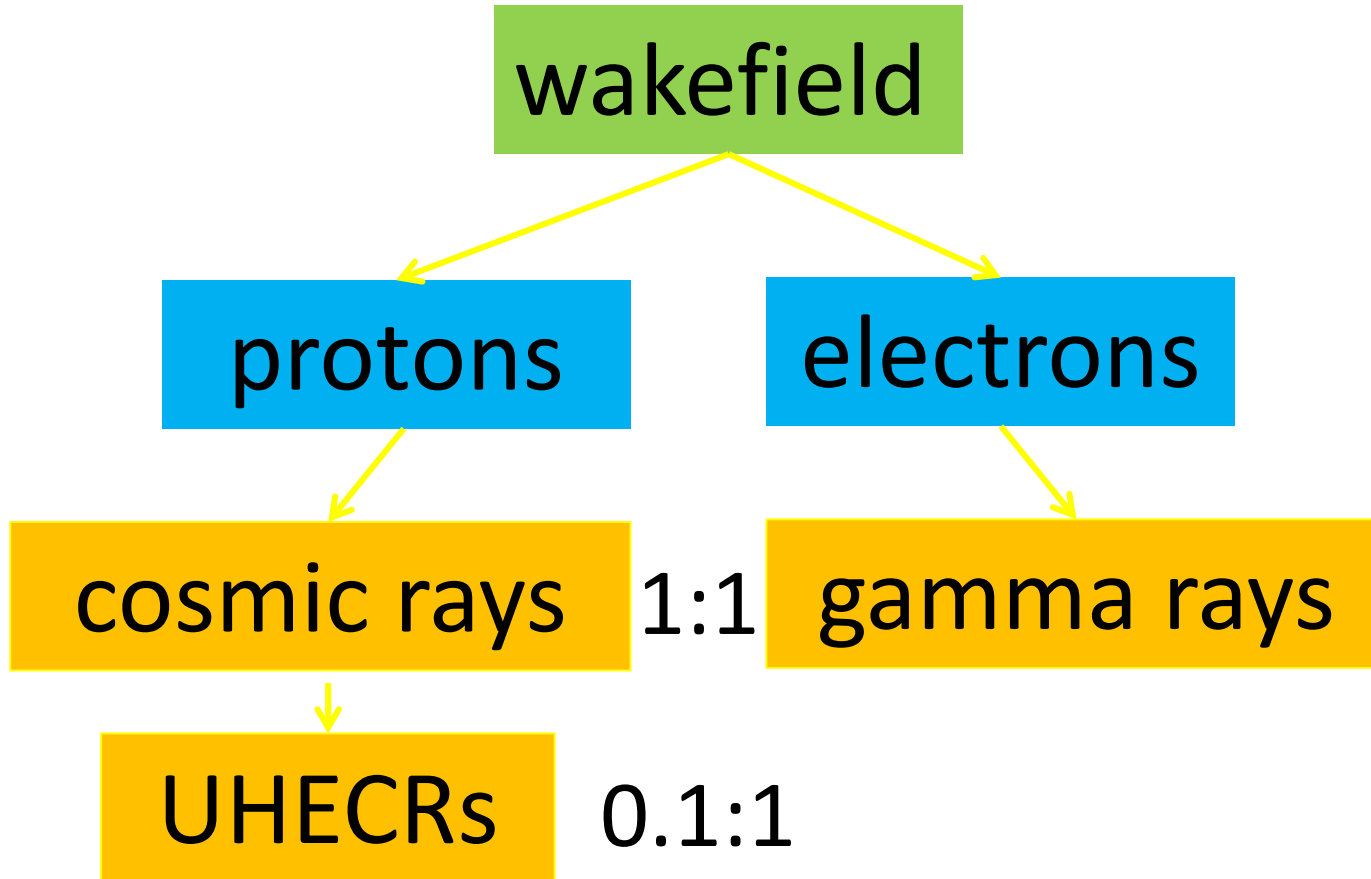 wakefield
protons
electrons
cosmic rays
1:1
gamma rays
UHECRs
0.1:1